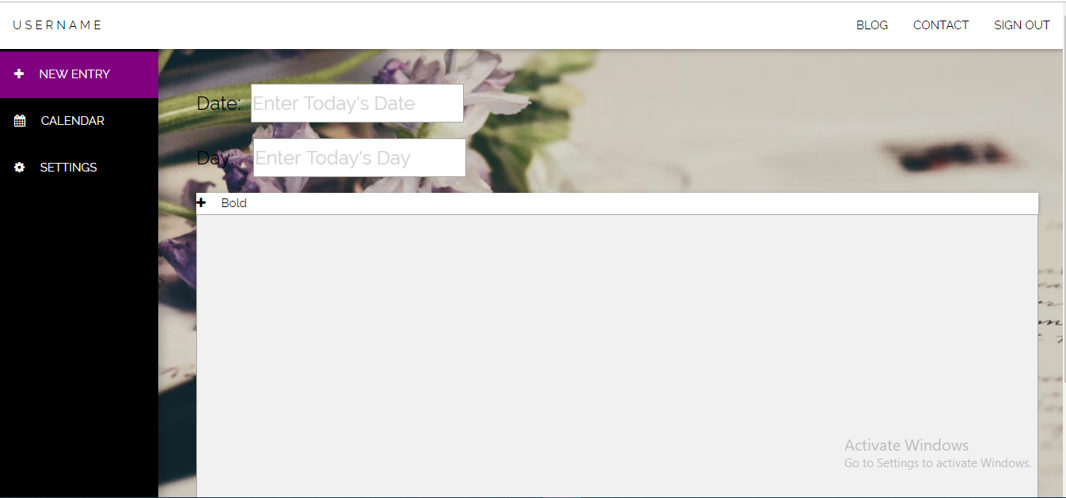 USERNAME
BLOG CONTACT SIGN OUT
NEW ENTRY
CALENDAR
SETTINGS
Date: Enter Today's Date
Day: Enter Today's Day
Bold
Activate Windows
Go to Settings to activate Windows.